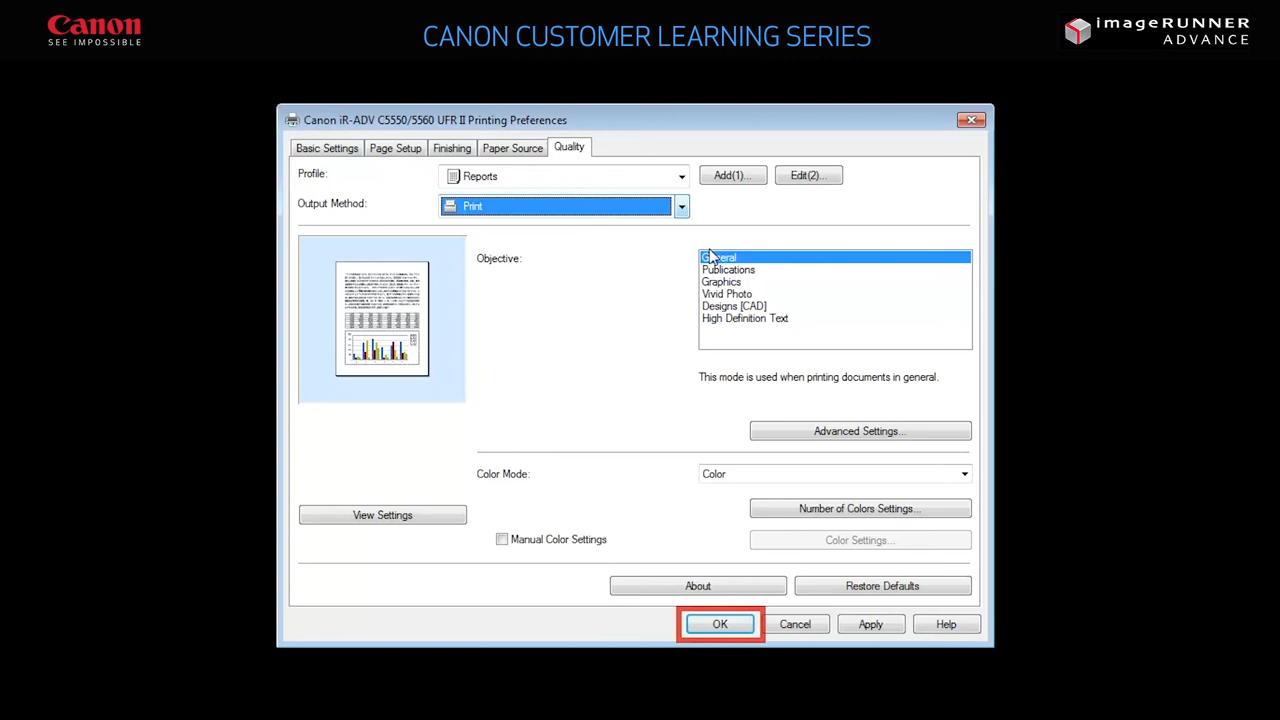 Canon
SEE IMPOSSIBLE
CANON CUSTOMER LEARNING SERIES
imageRUNNER
ADVANCE
Canon iR-ADV C5550/5560 UFR II Printing Preferences
Basic Settings
Page Setup
Finishing
Paper Source
Quality
Profile:
Reports
Add(1)...
Edit(2)...
Output Method:
Print
Objective:
General
Publications
Graphics
Vivid Photo
Designs [CAD]
High Definition Text
This mode is used when printing documents in general.
Advanced Settings...
Color Mode:
Color
View Settings
Number of Colors Settings...
Manual Color Settings
Color Settings...
About
Restore Defaults
OK
Cancel
Apply
Help